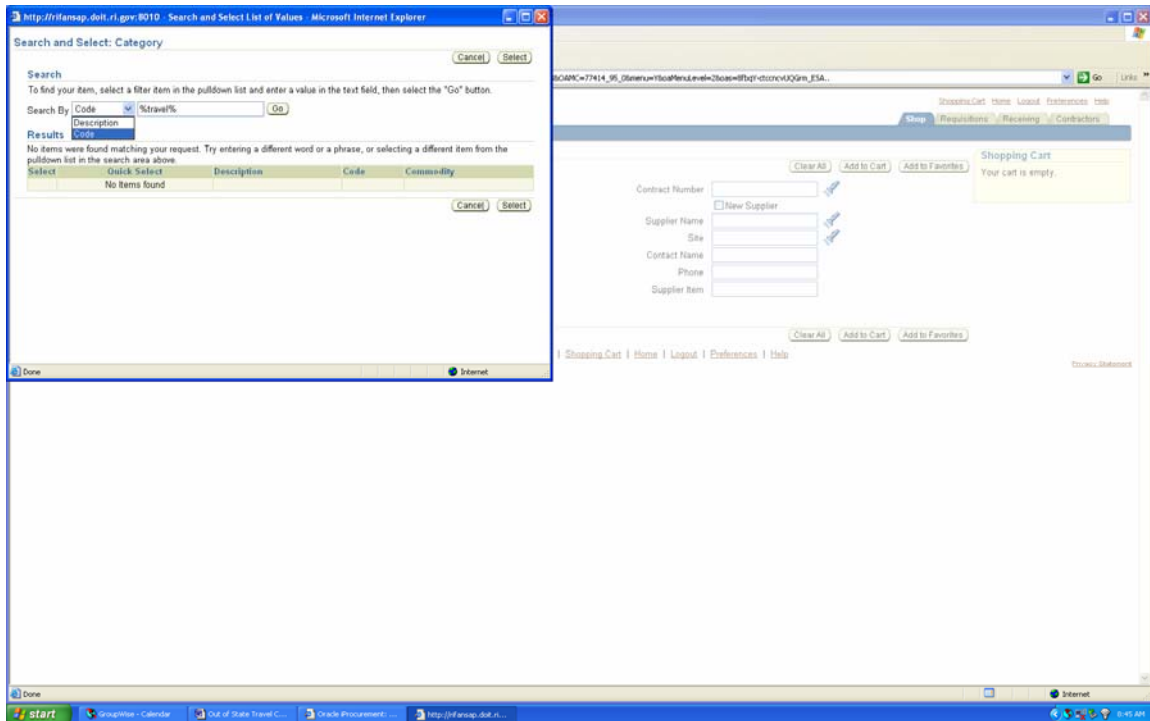 http://rifansap.doit.ri.gov:8010 - Search and Select List of Values - Microsoft Internet Explorer
Search and Select: Category
Cancel Select
Search
To find your item, select a filter item in the pulldown list and enter a value in the text field, then select the "Go" button.
Search By Code %travel% Go
Description
Code
Results
No items were found matching your request. Try entering a different word or a phrase, or selecting a different item from the
pulldown list in the search area above.
Select Quick Select Description Code Commodity
No Items found
Cancel Select
Done Internet
Go Links
Shopping Cart Home Logout Preferences Help
Shop Requisitions Receiving Contractors
Clear All Add to Cart Add to Favorites
Shopping Cart
Your cart is empty.
Contract Number
New Supplier
Supplier Name
Site
Contact Name
Phone
Supplier Item
Clear All Add to Cart Add to Favorites
| Shopping Cart | Home | Logout | Preferences | Help
Privacy Statement
Done Internet
start GroupWise - Calendar Out of State Travel C... Oracle iProcurement: ... http://rifansap.doit.ri... 8:45 AM